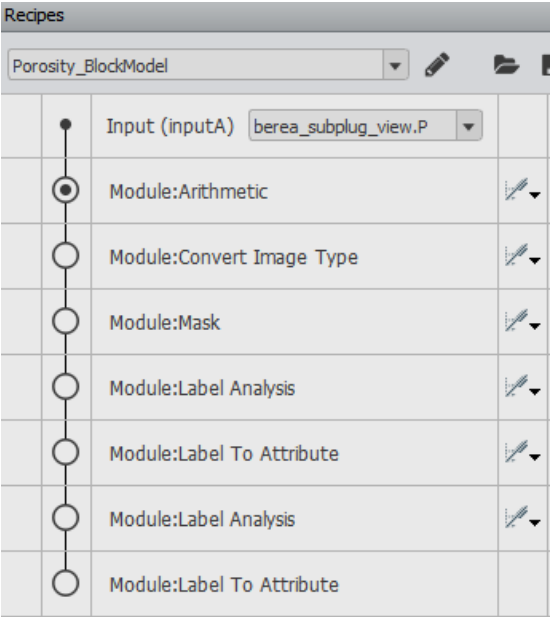 Recipes
Porosity_BlockModel
Input (inputA) berea_subplug_view.P
Module:Arithmetic
Module:Convert Image Type
Module:Mask
Module:Label Analysis
Module:Label To Attribute
Module:Label Analysis
Module:Label To Attribute